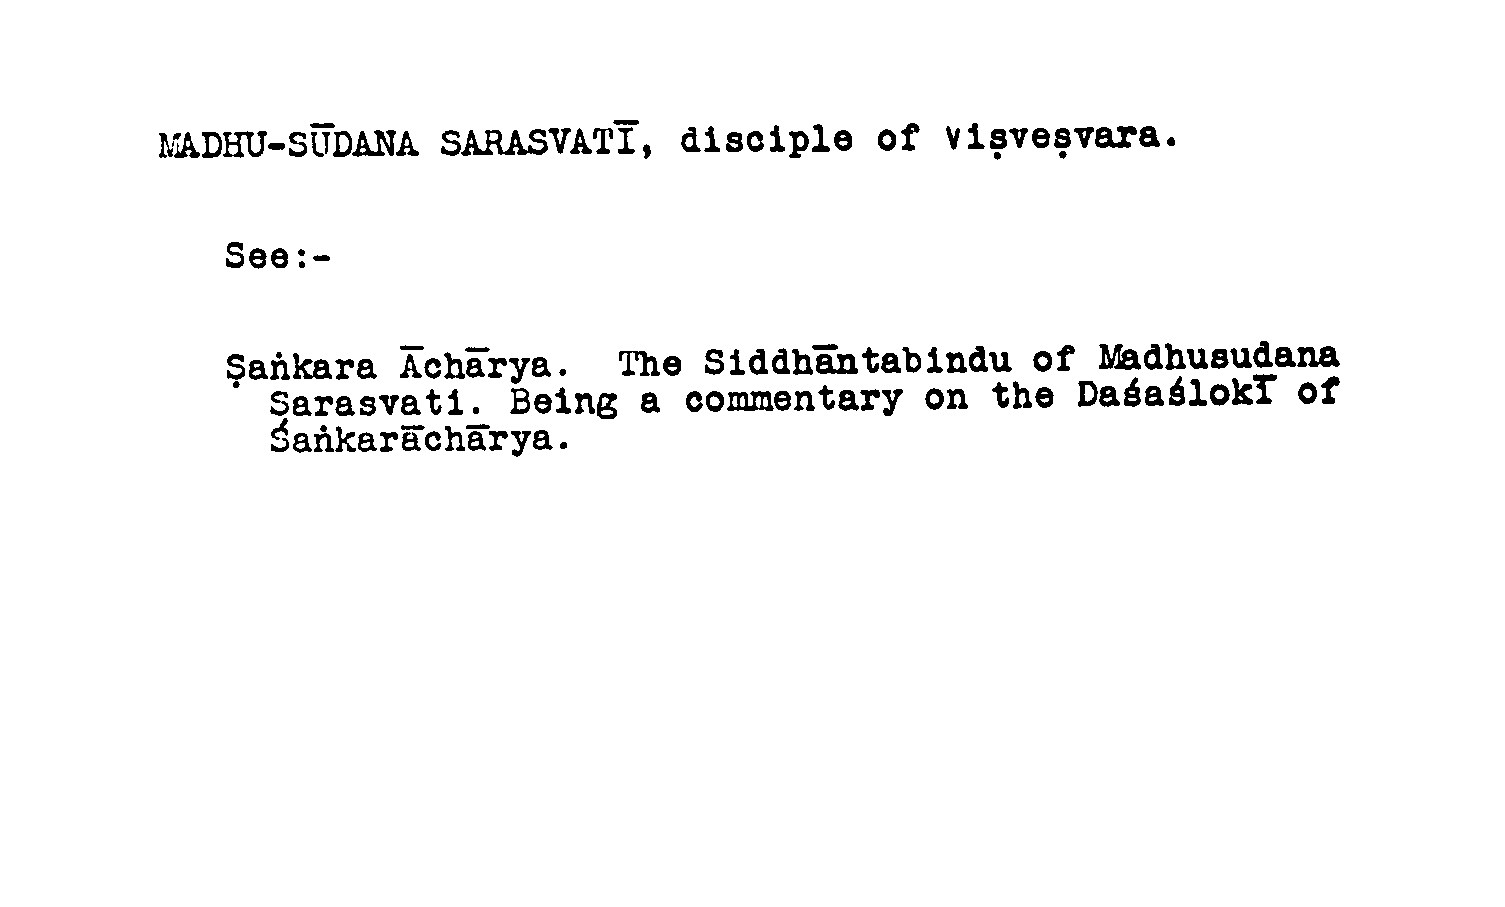 MADHU-SŪDANA SARASVATĪ, disciple of Viṣveṣvara.
See:-
Ṣaṅkara Āchārya. The Siddhāntabindu of Madhusudana
Sarasvati. Being a commentary on the Daśaślokī of
Śaṅkarāchārya.